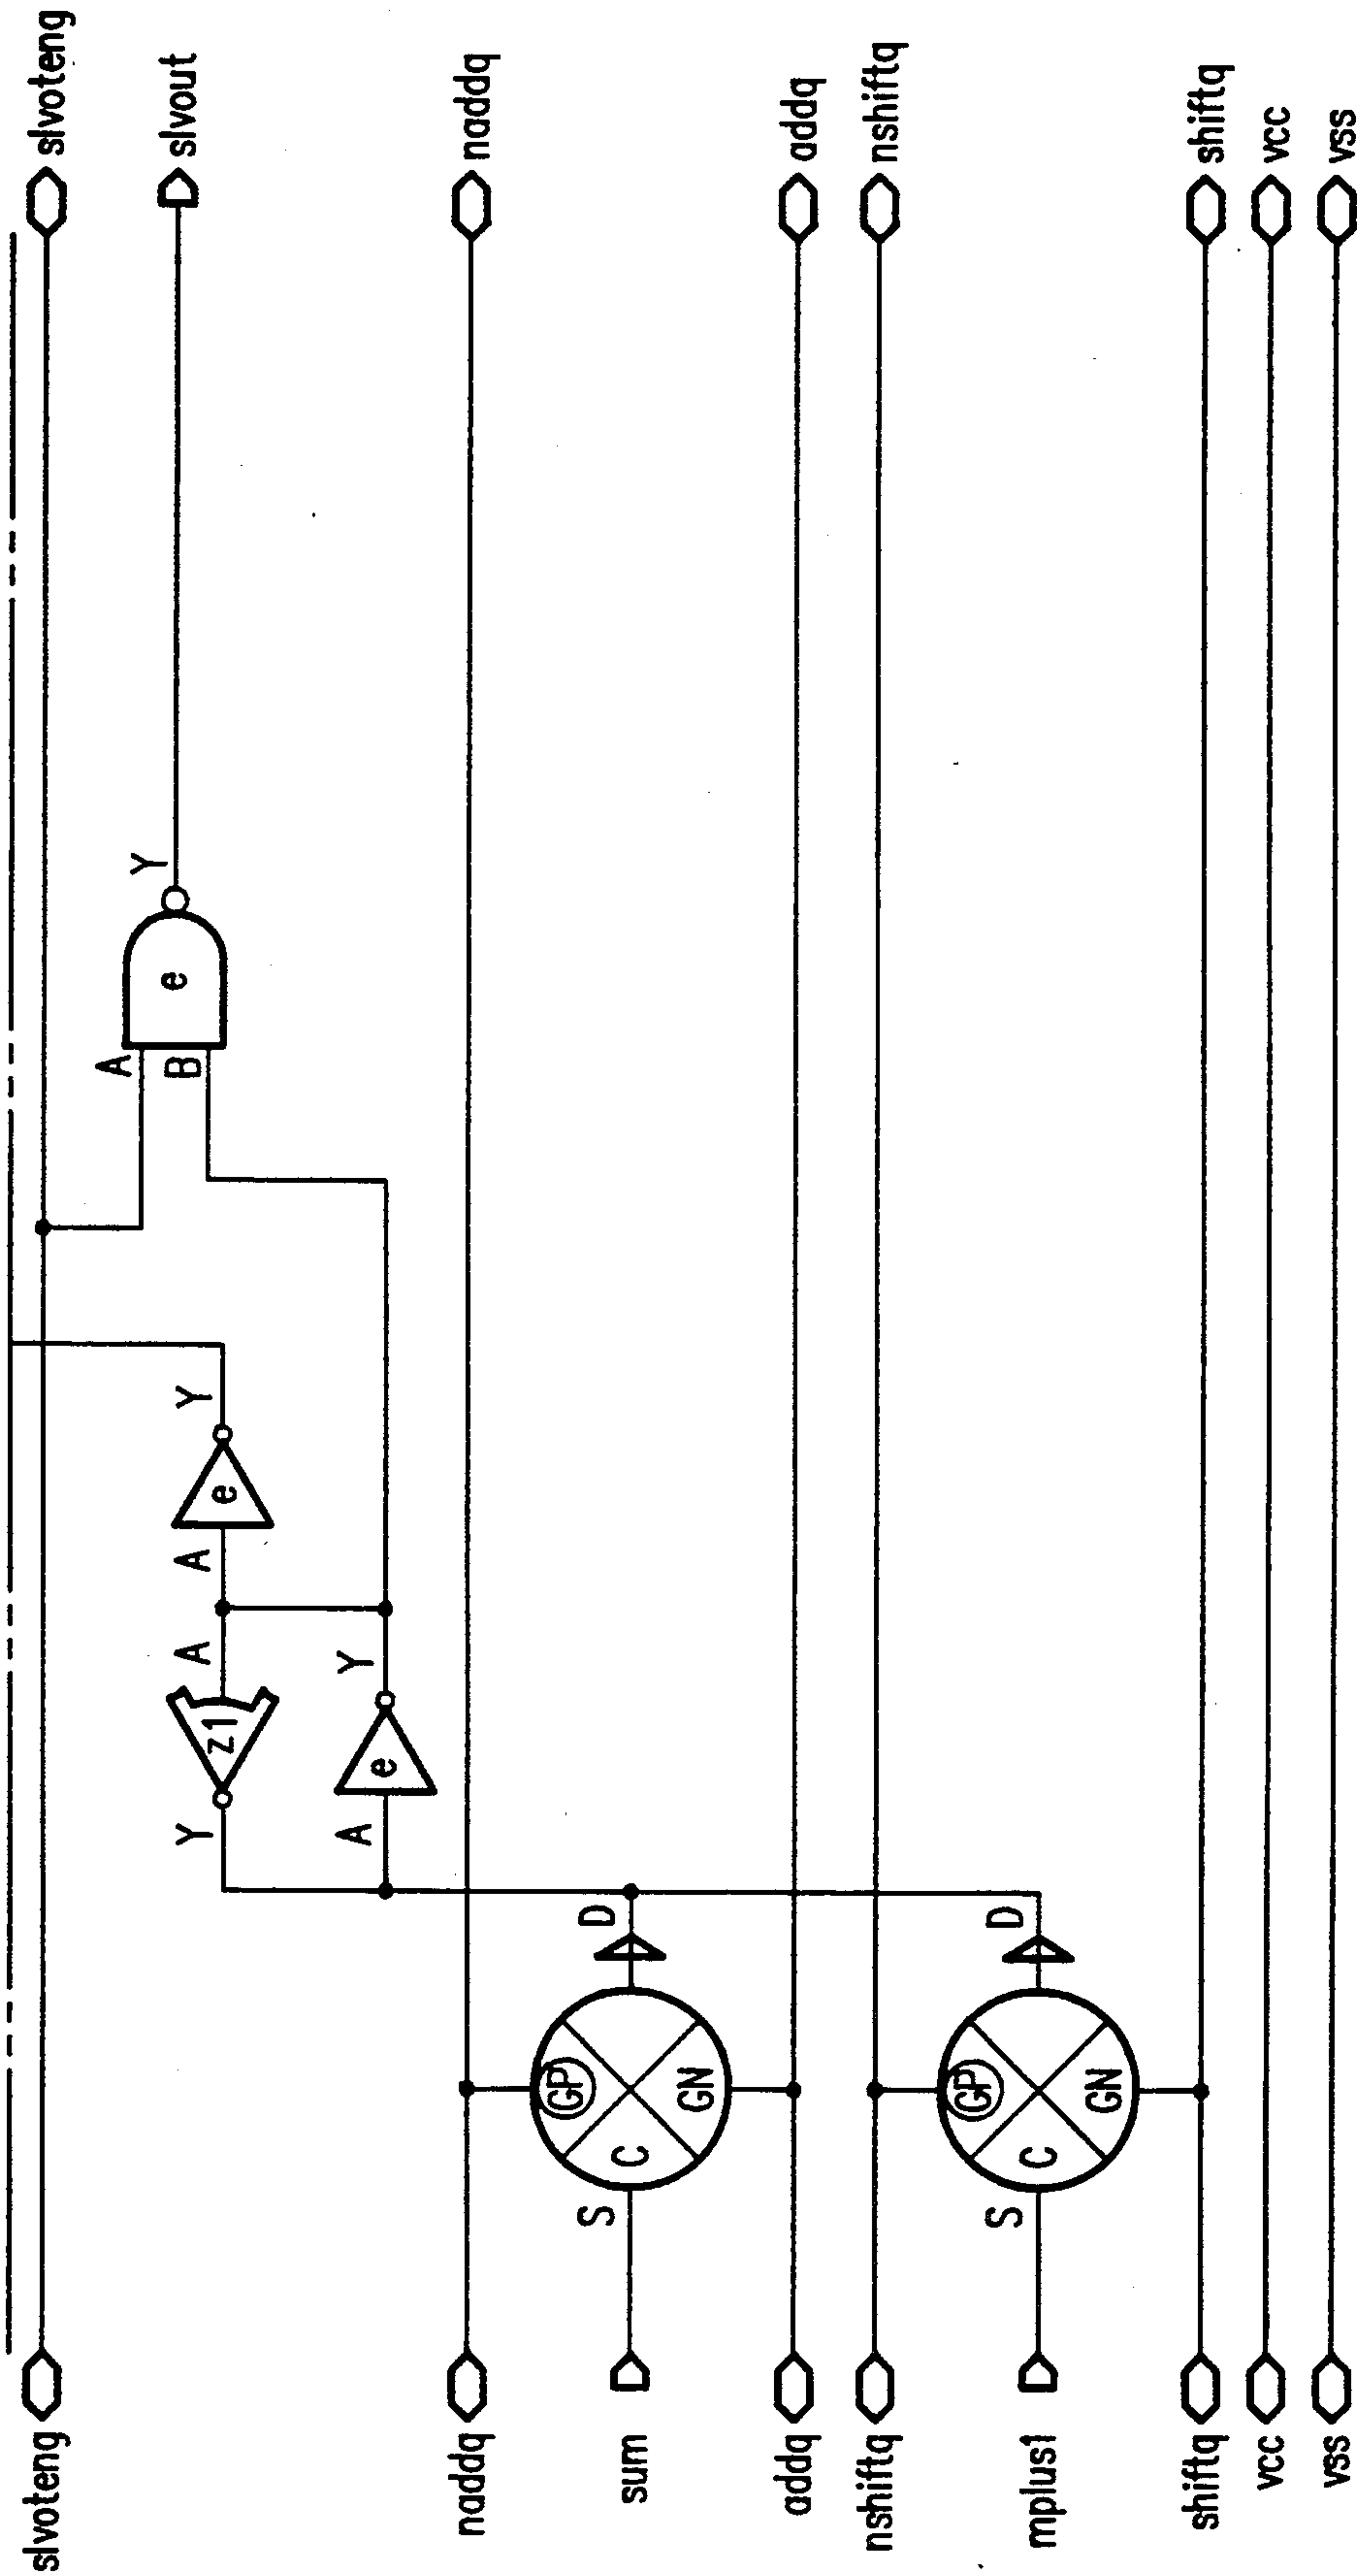 slvoteng
slvoteng
slvout
Y
A
B
e
Y
e
A
A
z1
Y
Y
e
A
naddq
naddq
D
GP
GN
C
S
sum
addq
addq
nshiftq
nshiftq
D
GP
GN
C
S
mplus1
shiftq
shiftq
vcc
vcc
vss
vss